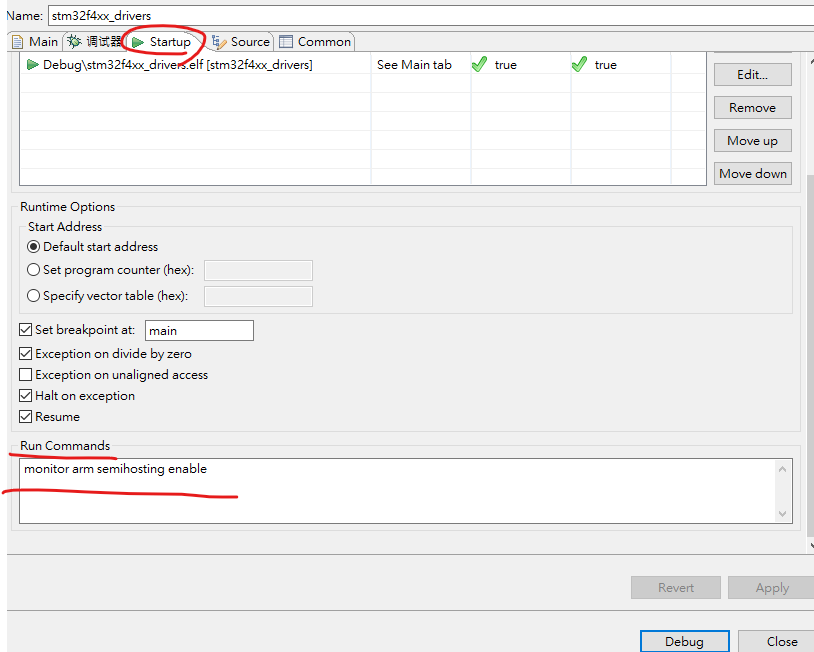 Name: stm32f4xx_drivers
Main 调试器 Startup Source Common
Debug\stm32f4xx_drivers.elf [stm32f4xx_drivers] See Main tab true true
Edit...
Remove
Move up
Move down
Runtime Options
Start Address
Default start address
Set program counter (hex):
Specify vector table (hex):
Set breakpoint at: main
Exception on divide by zero
Exception on unaligned access
Halt on exception
Resume
Run Commands
monitor arm semihosting enable
Revert Apply
Debug Close